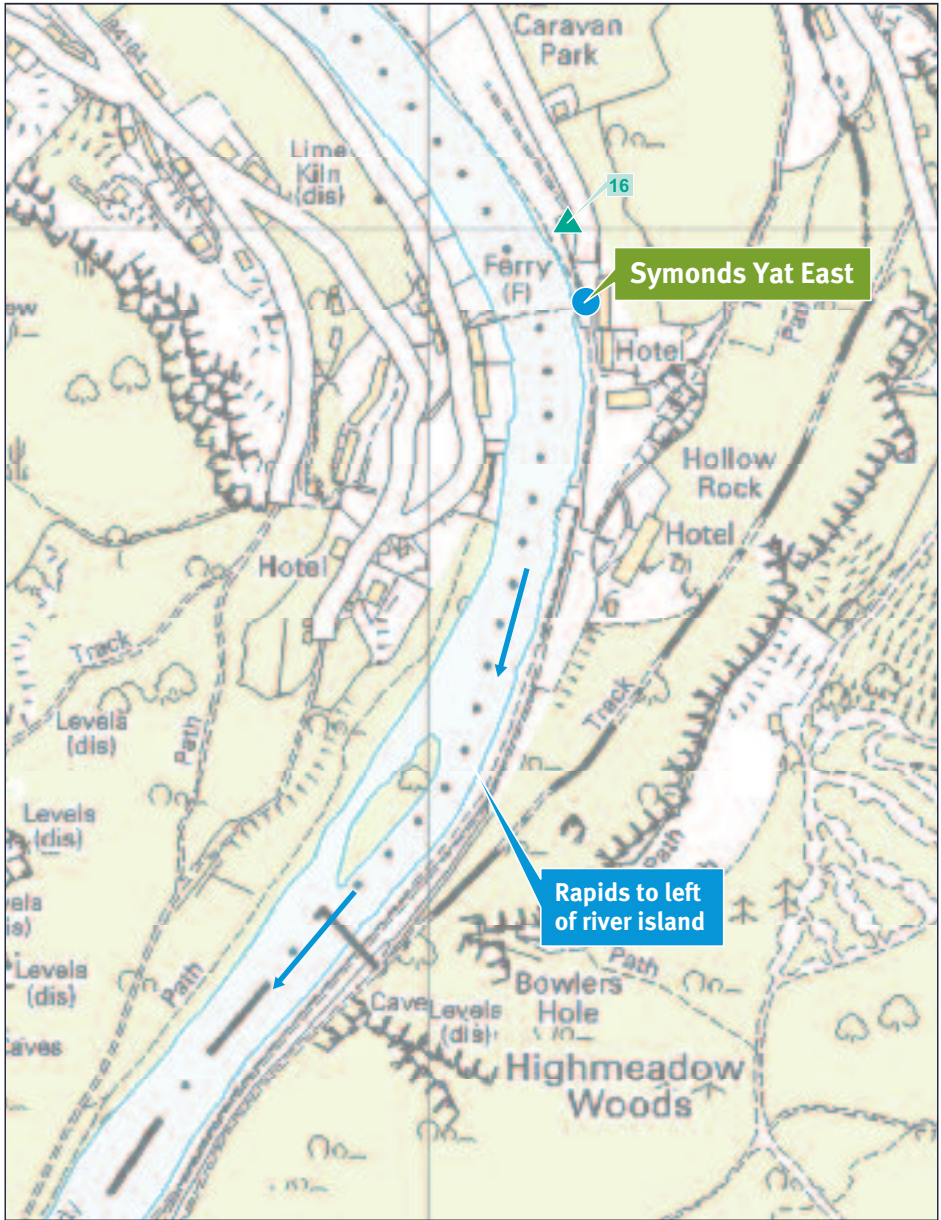 B4164
Caravan
Park
Lime
Kiln
(dis)
16
Ferry
(F)
Symonds Yat East
Path
Hotel
Hollow
Rock
Hotel
Hotel
Track
Levels
(dis)
Path
Track
Levels
(dis)
Path
Rapids to left
of river island
Path
Levels
(dis)
Path
Bowlers
Hole
Cave
Levels
(dis)
Caves
Highmeadow
Woods